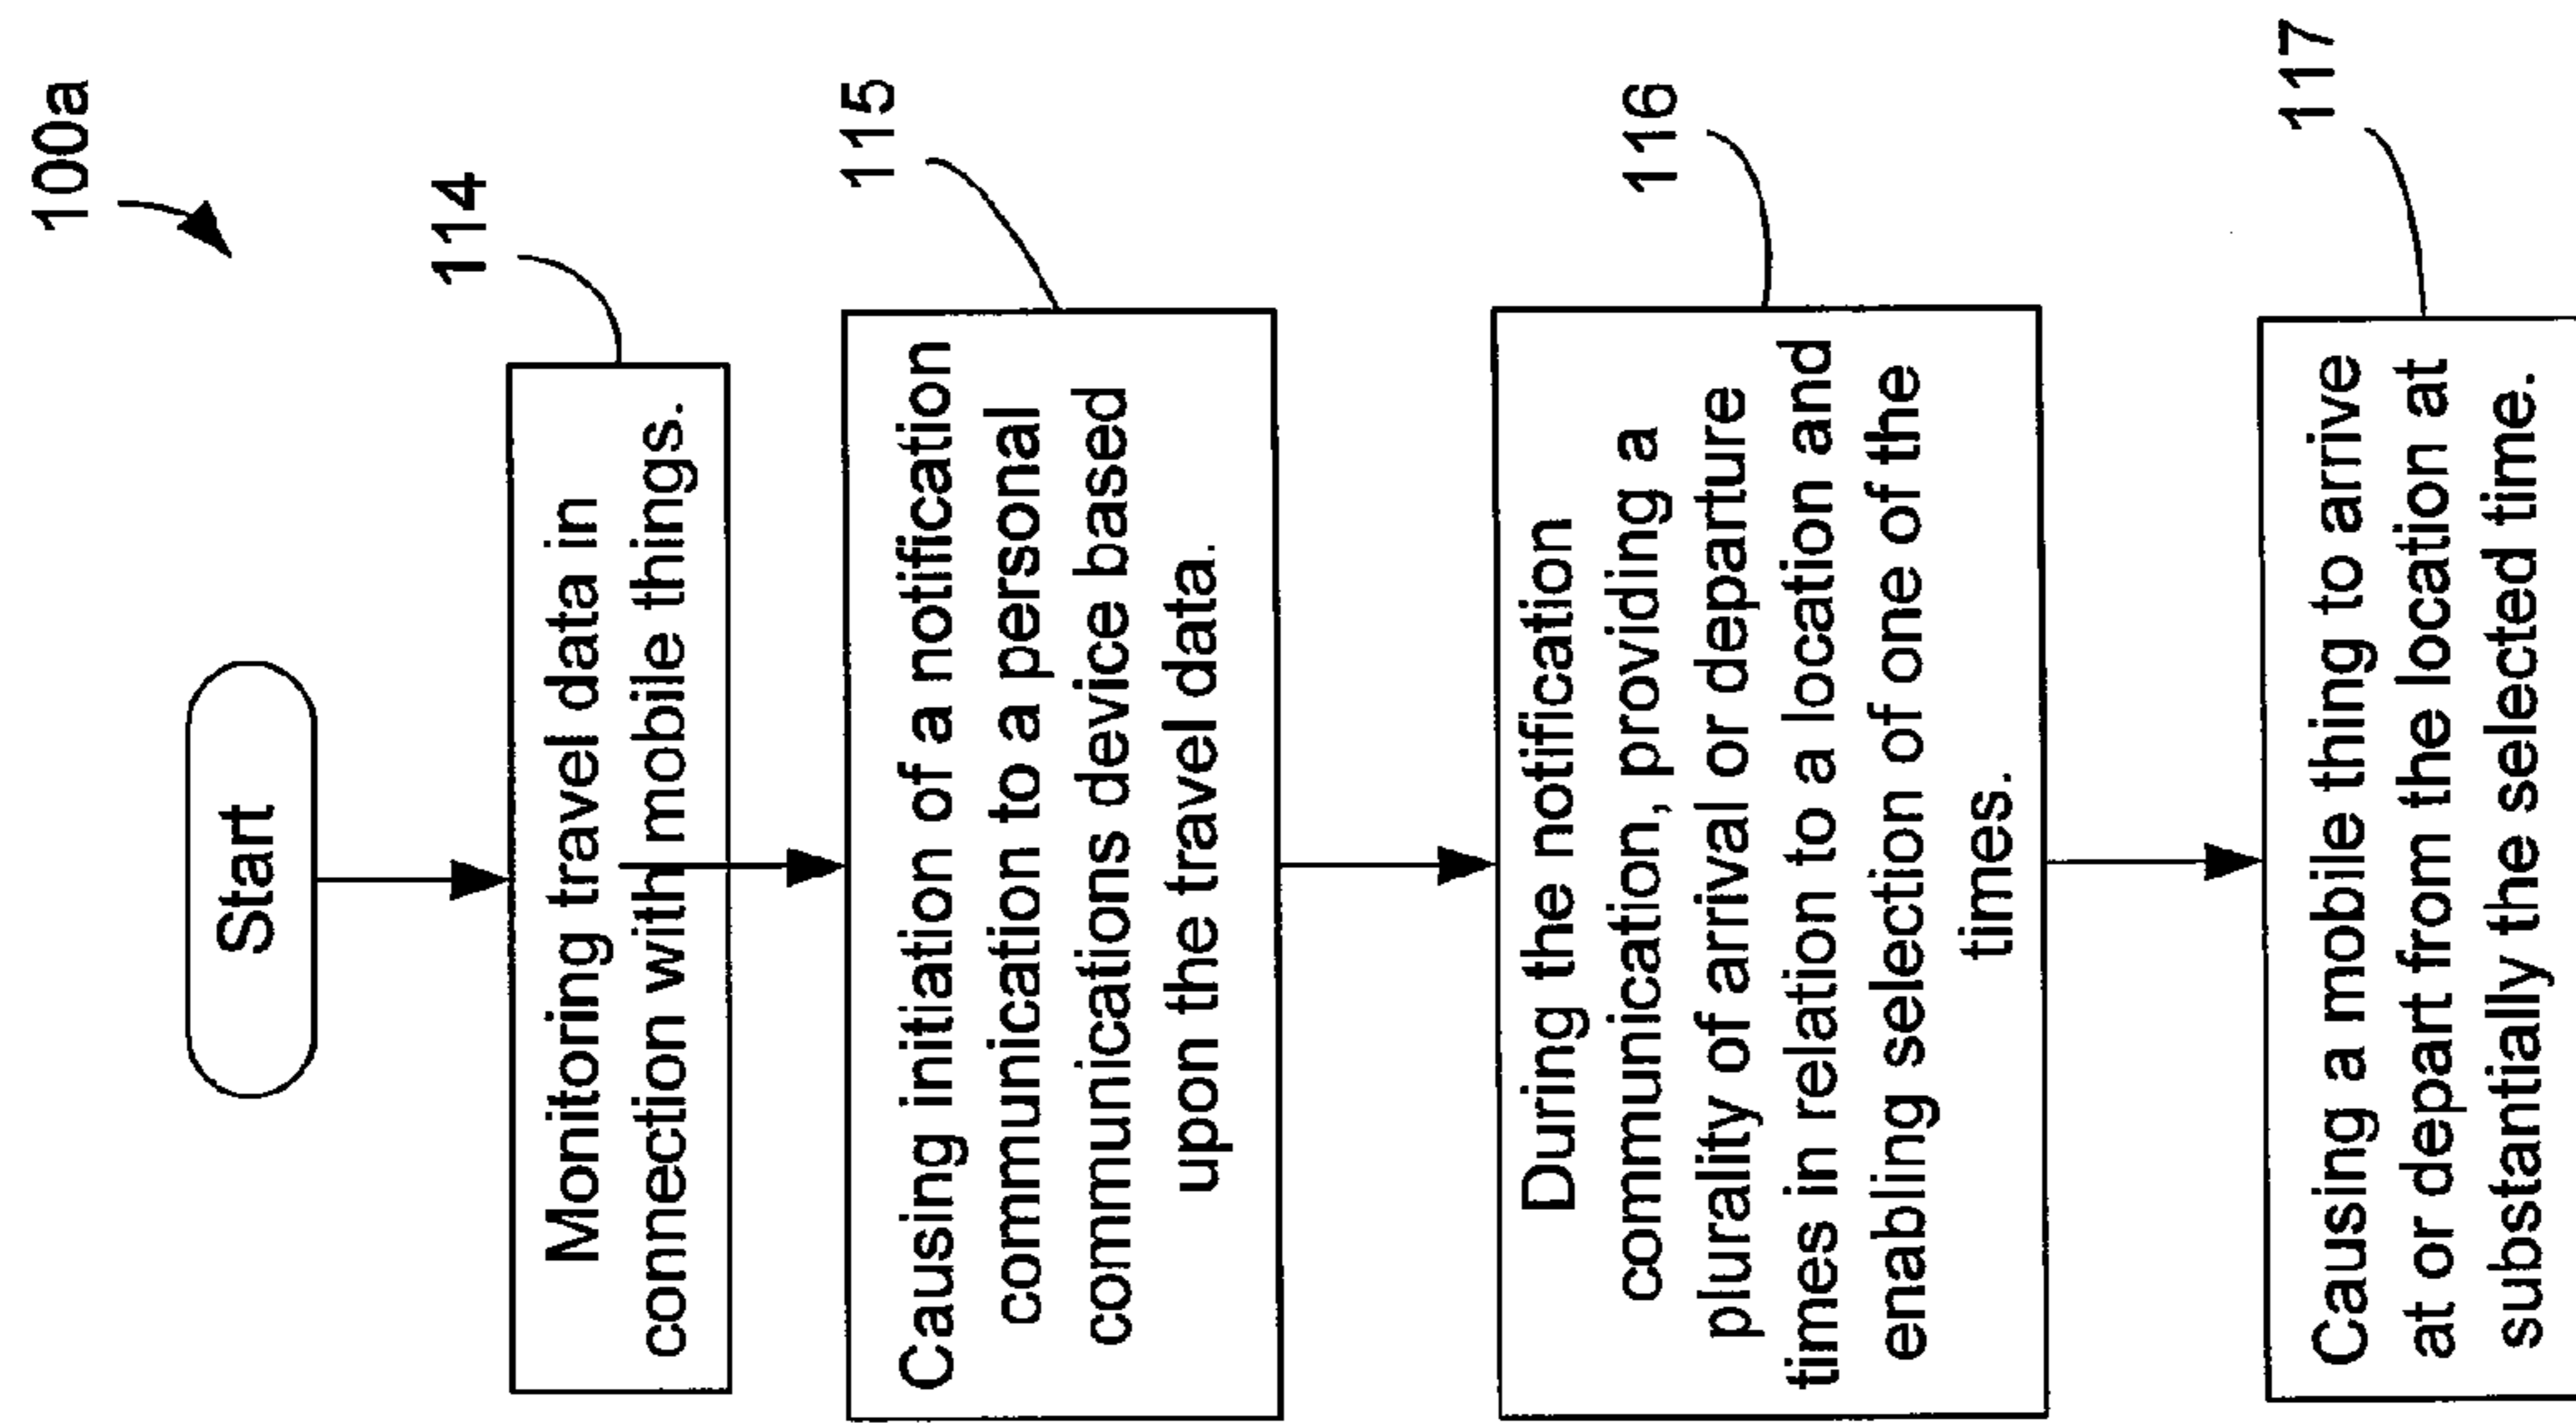 100a
Start
114
Monitoring travel data in
connection with mobile things.
115
Causing initiation of a notification
communication to a personal
communications device based
upon the travel data.
116
During the notification
communication, providing a
plurality of arrival or departure
times in relation to a location and
enabling selection of one of the
times.
117
Causing a mobile thing to arrive
at or depart from the location at
substantially the selected time.